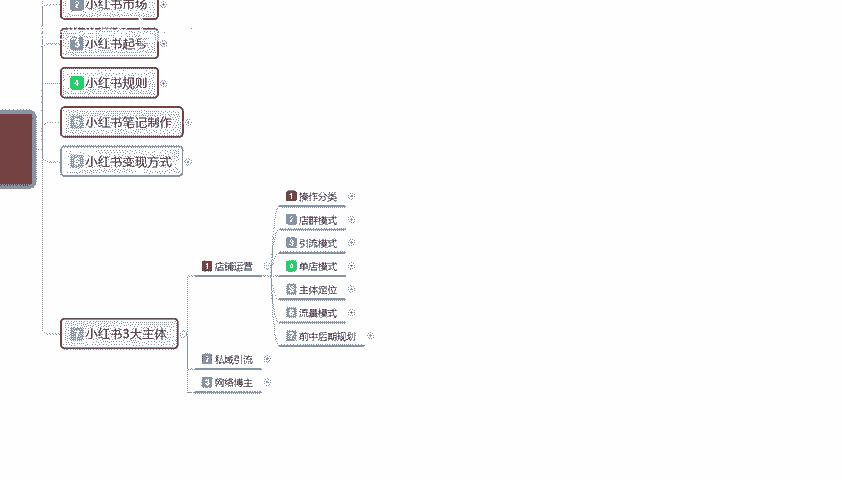 2 小红书市场
3 小红书起号
4 小红书规则
5 小红书笔记制作
6 小红书变现方式
7 小红书3大主体
1 店铺运营
1 操作分类
2 店群模式
3 引流模式
4 单店模式
5 主体定位
6 流量模式
7 前中后期规划
2 私域引流
3 网络博主